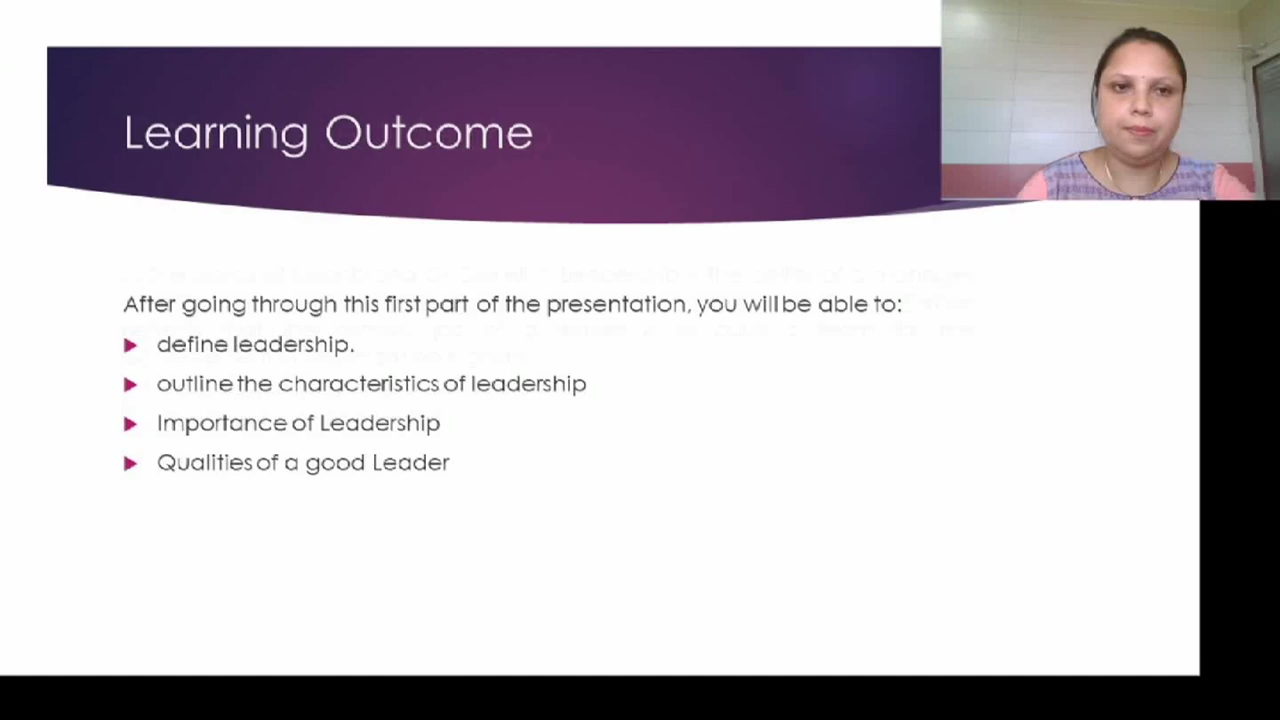 Learning Outcome
After going through this first part of the presentation, you will be able to:
define leadership.
outline the characteristics of leadership
Importance of Leadership
Qualities of a good Leader